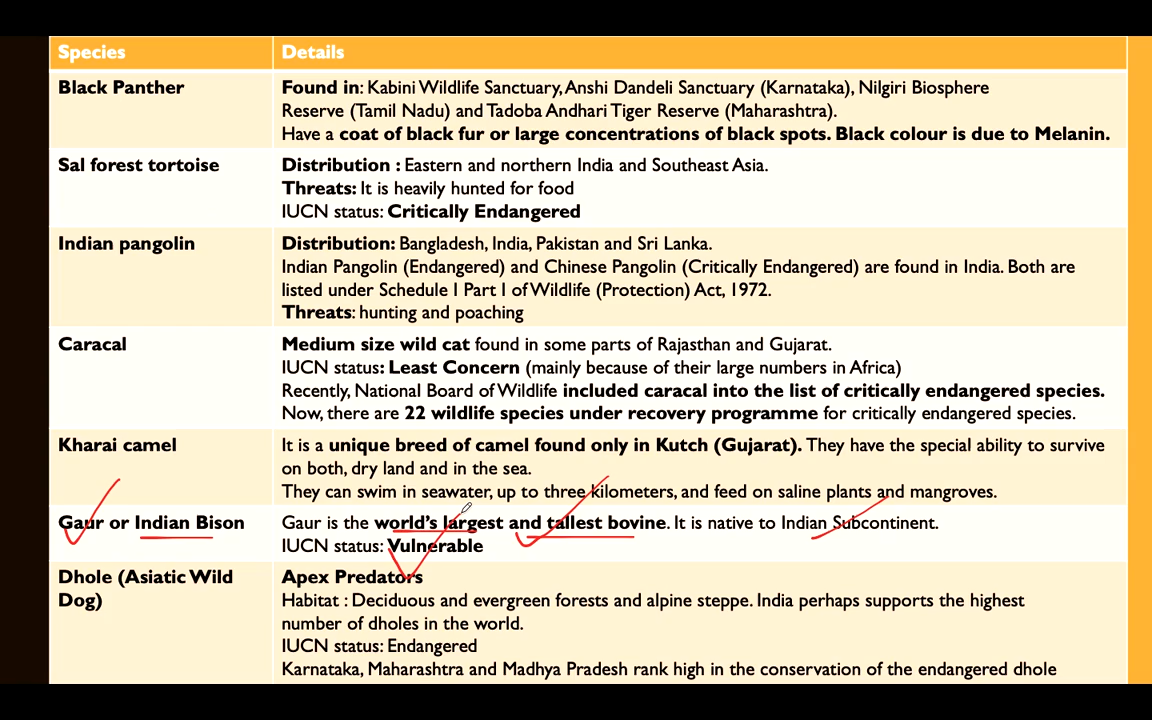 Species Details
Black Panther Found in: Kabini Wildlife Sanctuary, Anshi Dandeli Sanctuary (Karnataka), Nilgiri Biosphere
Reserve (Tamil Nadu) and Tadoba Andhari Tiger Reserve (Maharashtra).
Have a coat of black fur or large concentrations of black spots. Black colour is due to Melanin.
Sal forest tortoise Distribution : Eastern and northern India and Southeast Asia.
Threats: It is heavily hunted for food
IUCN status: Critically Endangered
Indian pangolin Distribution: Bangladesh, India, Pakistan and Sri Lanka.
Indian Pangolin (Endangered) and Chinese Pangolin (Critically Endangered) are found in India. Both are
listed under Schedule I Part I of Wildlife (Protection) Act, 1972.
Threats: hunting and poaching
Caracal Medium size wild cat found in some parts of Rajasthan and Gujarat.
IUCN status: Least Concern (mainly because of their large numbers in Africa)
Recently, National Board of Wildlife included caracal into the list of critically endangered species.
Now, there are 22 wildlife species under recovery programme for critically endangered species.
Kharai camel It is a unique breed of camel found only in Kutch (Gujarat). They have the special ability to survive
on both, dry land and in the sea.
They can swim in seawater, up to three kilometers, and feed on saline plants and mangroves.
Gaur or Indian Bison Gaur is the world's largest and tallest bovine. It is native to Indian Subcontinent.
IUCN status: Vulnerable
Dhole (Asiatic Wild Apex Predators
Dog) Habitat : Deciduous and evergreen forests and alpine steppe. India perhaps supports the highest
number of dholes in the world.
IUCN status: Endangered
Karnataka, Maharashtra and Madhya Pradesh rank high in the conservation of the endangered dhole